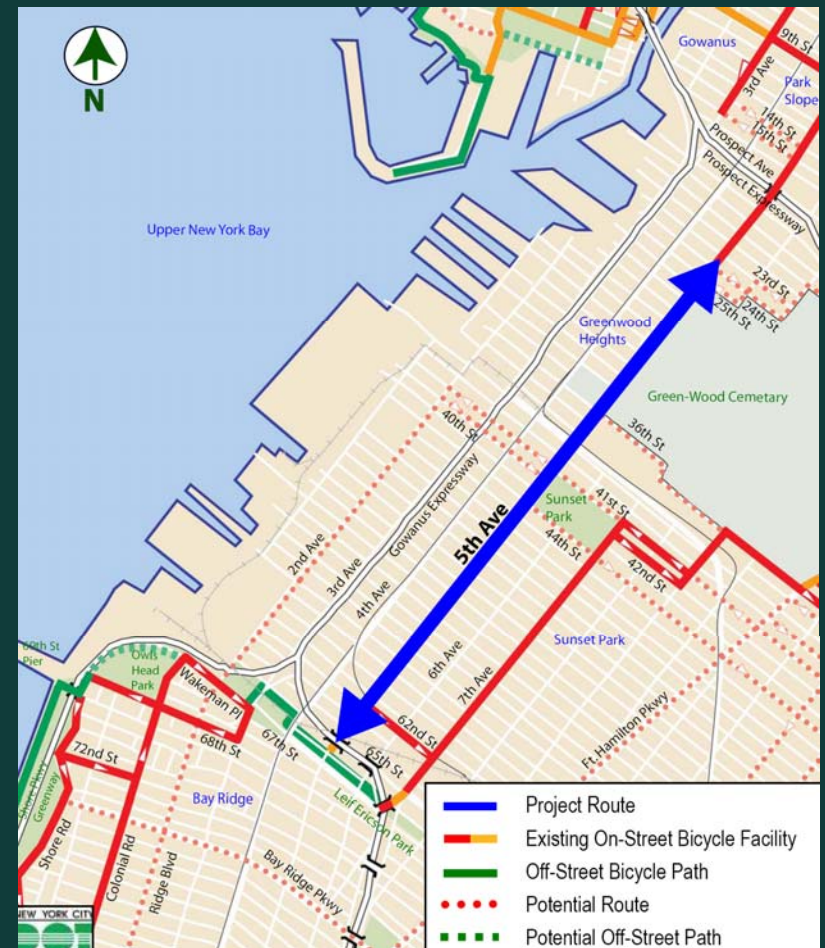 N
Gowanus
9th St
3rd Ave
Park
Slope
14th St
15th St
Prospect Ave
Prospect Expressway
Upper New York Bay
23rd St
24th St
25th St
Greenwood
Heights
Green-Wood Cemetary
36th St
40th St
Gowanus Expressway
Sunset
Park
41st St
5th Ave
44th St
42nd St
2nd Ave
3rd Ave
4th Ave
Sunset Park
6th Ave
7th Ave
69th St
Pier
Owls
Head
Park
Wakeman Pl
62nd St
Ft. Hamilton Pkwy
68th St
67th St
65th St
72nd St
Shore Pkwy
Greenway
Bay Ridge
Leif Ericson Park
Shore Rd
Colonial Rd
Ridge Blvd
Bay Ridge Pkwy
Project Route
Existing On-Street Bicycle Facility
Off-Street Bicycle Path
Potential Route
Potential Off-Street Path
NEW YORK CITY
DOT